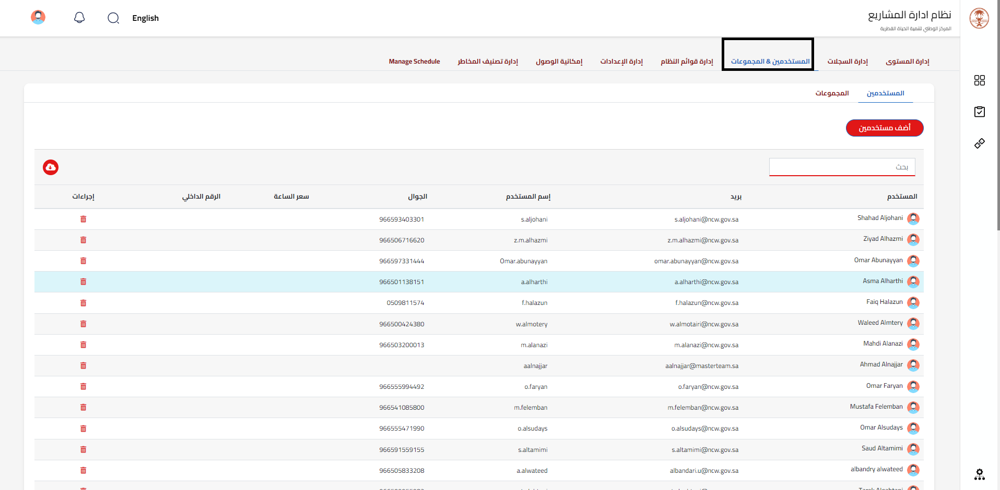 نظام ادارة المشاريع
المركز الوطني لتنمية الحياة الفطرية
English
إدارة المستوى
إدارة السجلات
المستخدمين & المجموعات
إدارة قوائم النظام
إدارة الإعدادات
إمكانية الوصول
إدارة تصنيف المخاطر
Manage Schedule
المستخدمين
المجموعات
أضف مستخدمين
بحث
المستخدم بريد إسم المستخدم الجوال سعر الساعة الرقم الداخلي إجراءات
Shahad Aljohani s.aljohani@ncw.gov.sa s.aljohani 966593403301
Ziyad Alhazmi z.m.alhazmi@ncw.gov.sa z.m.alhazmi 966506716620
Omar Abunayyan omar.abunayyan@ncw.gov.sa Omar.abunayyan 966597331444
Asma Alharthi a.alharthi@ncw.gov.sa a.alharthi 966501138151
Faiq Halazun f.halazun@ncw.gov.sa f.halazun 0509811574
Waleed Almtery w.almotairi@ncw.gov.sa w.almotery 966500424380
Mahdi Alanazi m.alanazi@ncw.gov.sa m.alanazi 966503200013
Ahmad Alnajjar aalnajjar@masterteam.sa aalnajjar
Omar Faryan o.faryan@ncw.gov.sa o.faryan 966555994492
Mustafa Felemban m.felemban@ncw.gov.sa m.felemban 966541085800
Omar Alsudays o.alsudays@ncw.gov.sa o.alsudays 966555471990
Saud Altamimi s.altamimi@ncw.gov.sa s.altamimi 966591559155
albandry alwateed albandari.u@ncw.gov.sa a.alwateed 966505833208